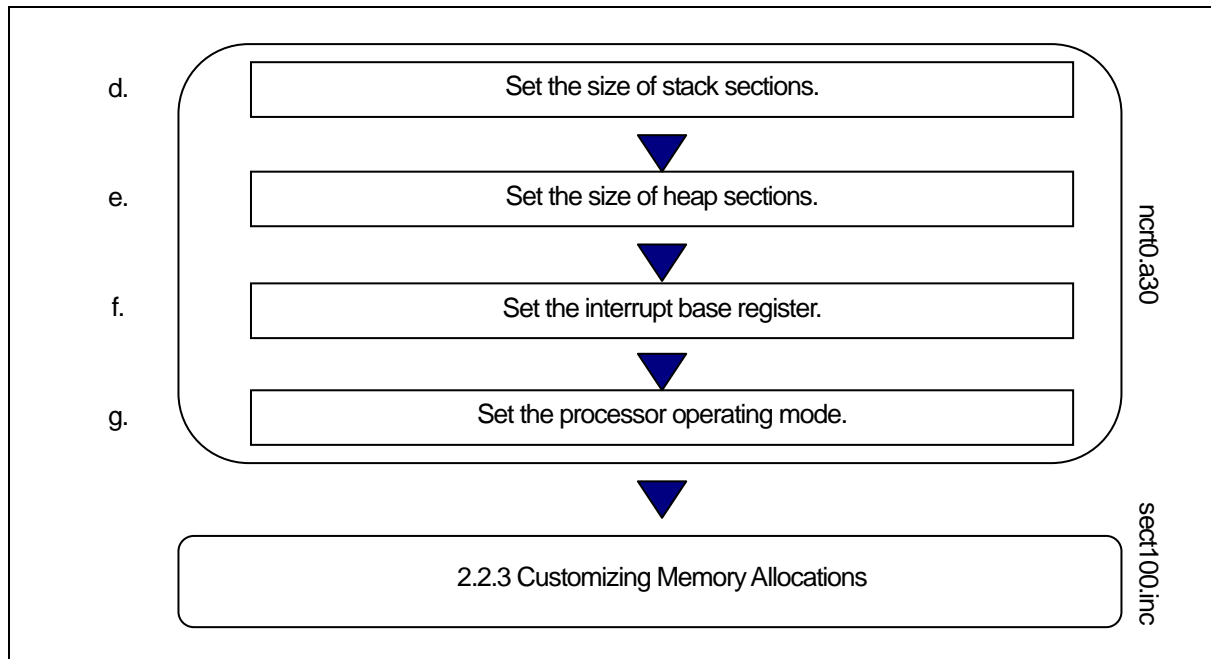 d.
Set the size of stack sections.
e.
Set the size of heap sections.
f.
Set the interrupt base register.
g.
Set the processor operating mode.
ncrt0.a30
2.2.3 Customizing Memory Allocations
sect100.inc